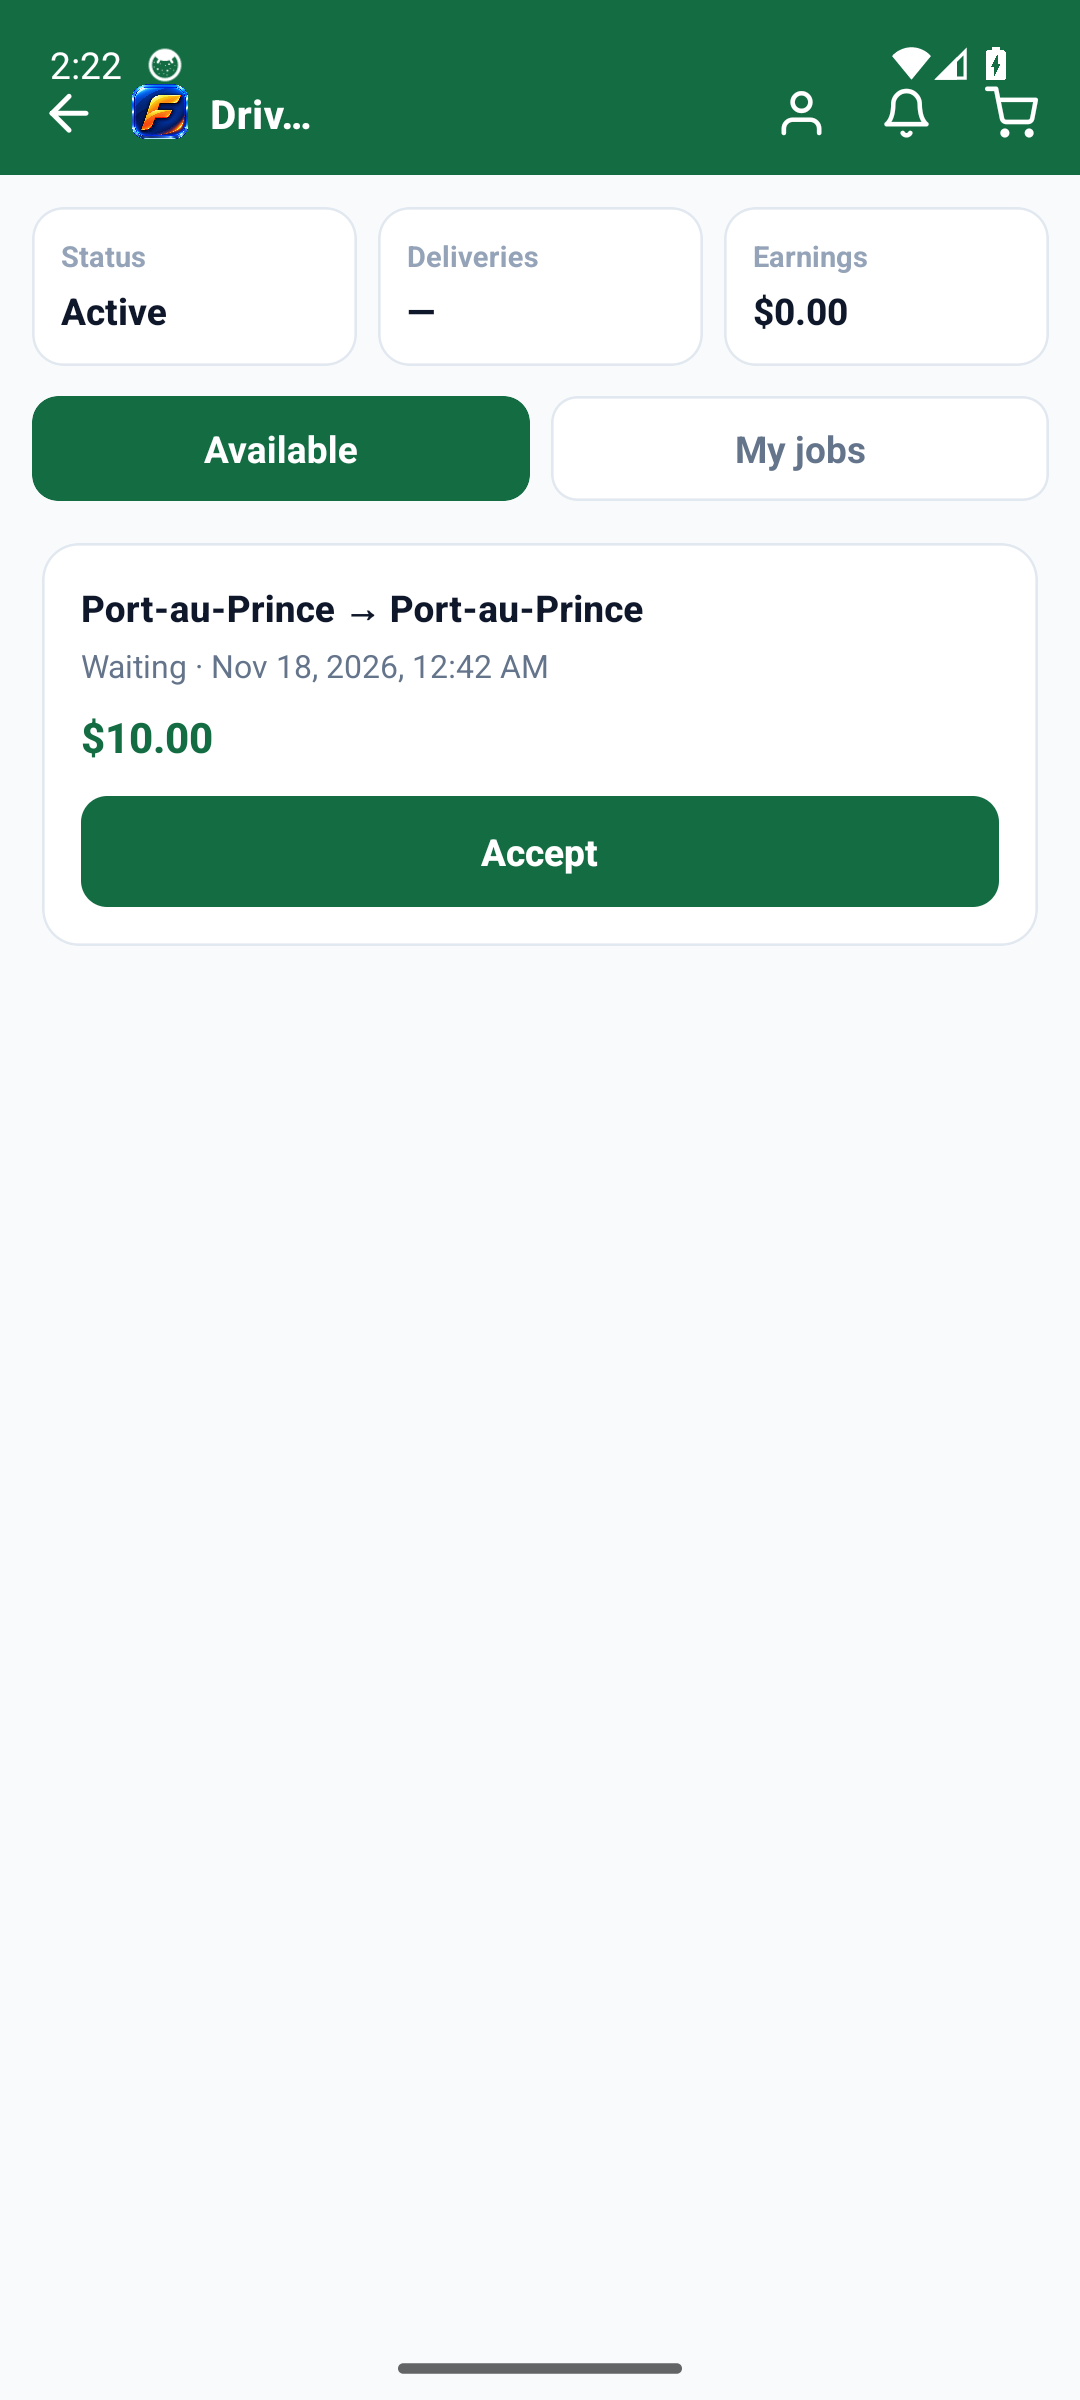 2:22
Driv...
Status
Active
Deliveries
—
Earnings
$0.00
Available
My jobs
Port-au-Prince → Port-au-Prince
Waiting · Nov 18, 2026, 12:42 AM
$10.00
Accept